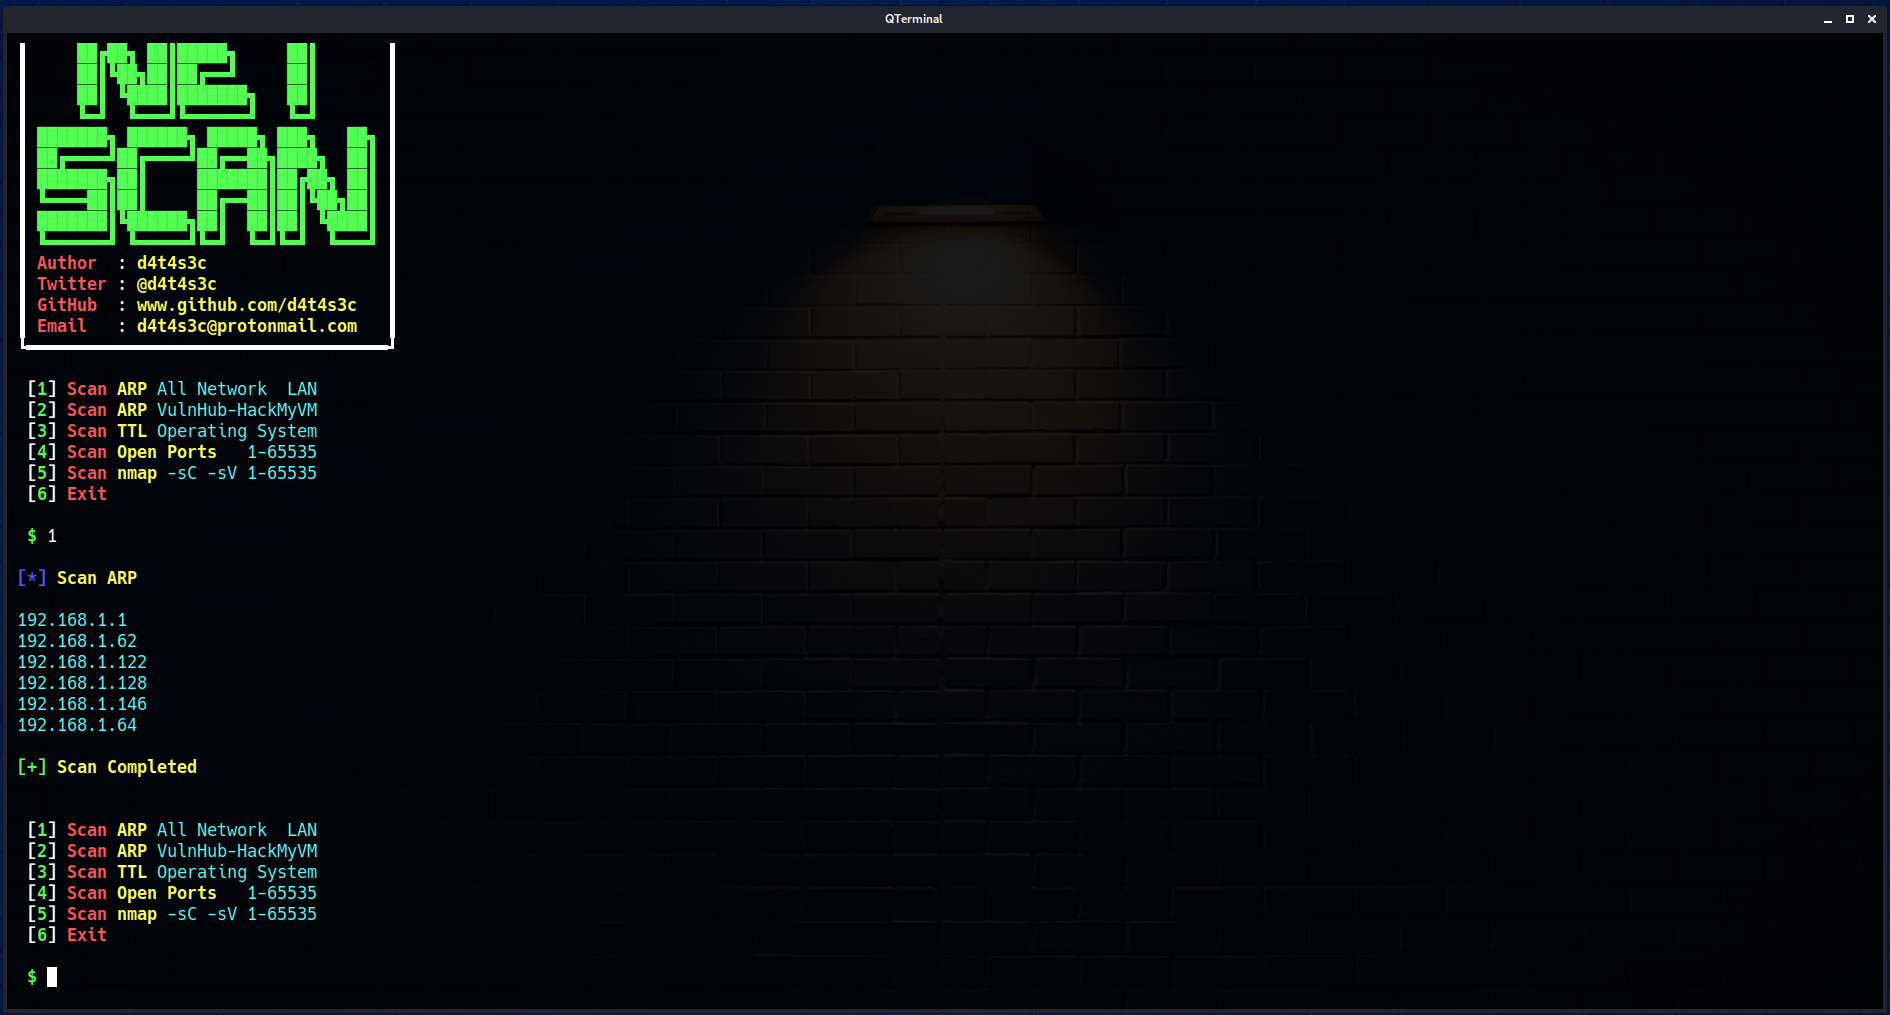 QTerminal
NET
SCAN
Author  : d4t4s3c
Twitter : @d4t4s3c
GitHub  : www.github.com/d4t4s3c
Email   : d4t4s3c@protonmail.com
[1] Scan ARP All Network  LAN
[2] Scan ARP VulnHub-HackMyVM
[3] Scan TTL Operating System
[4] Scan Open Ports   1-65535
[5] Scan nmap -sC -sV 1-65535
[6] Exit
$ 1
[*] Scan ARP
192.168.1.1
192.168.1.62
192.168.1.122
192.168.1.128
192.168.1.146
192.168.1.64
[+] Scan Completed
[1] Scan ARP All Network  LAN
[2] Scan ARP VulnHub-HackMyVM
[3] Scan TTL Operating System
[4] Scan Open Ports   1-65535
[5] Scan nmap -sC -sV 1-65535
[6] Exit
$